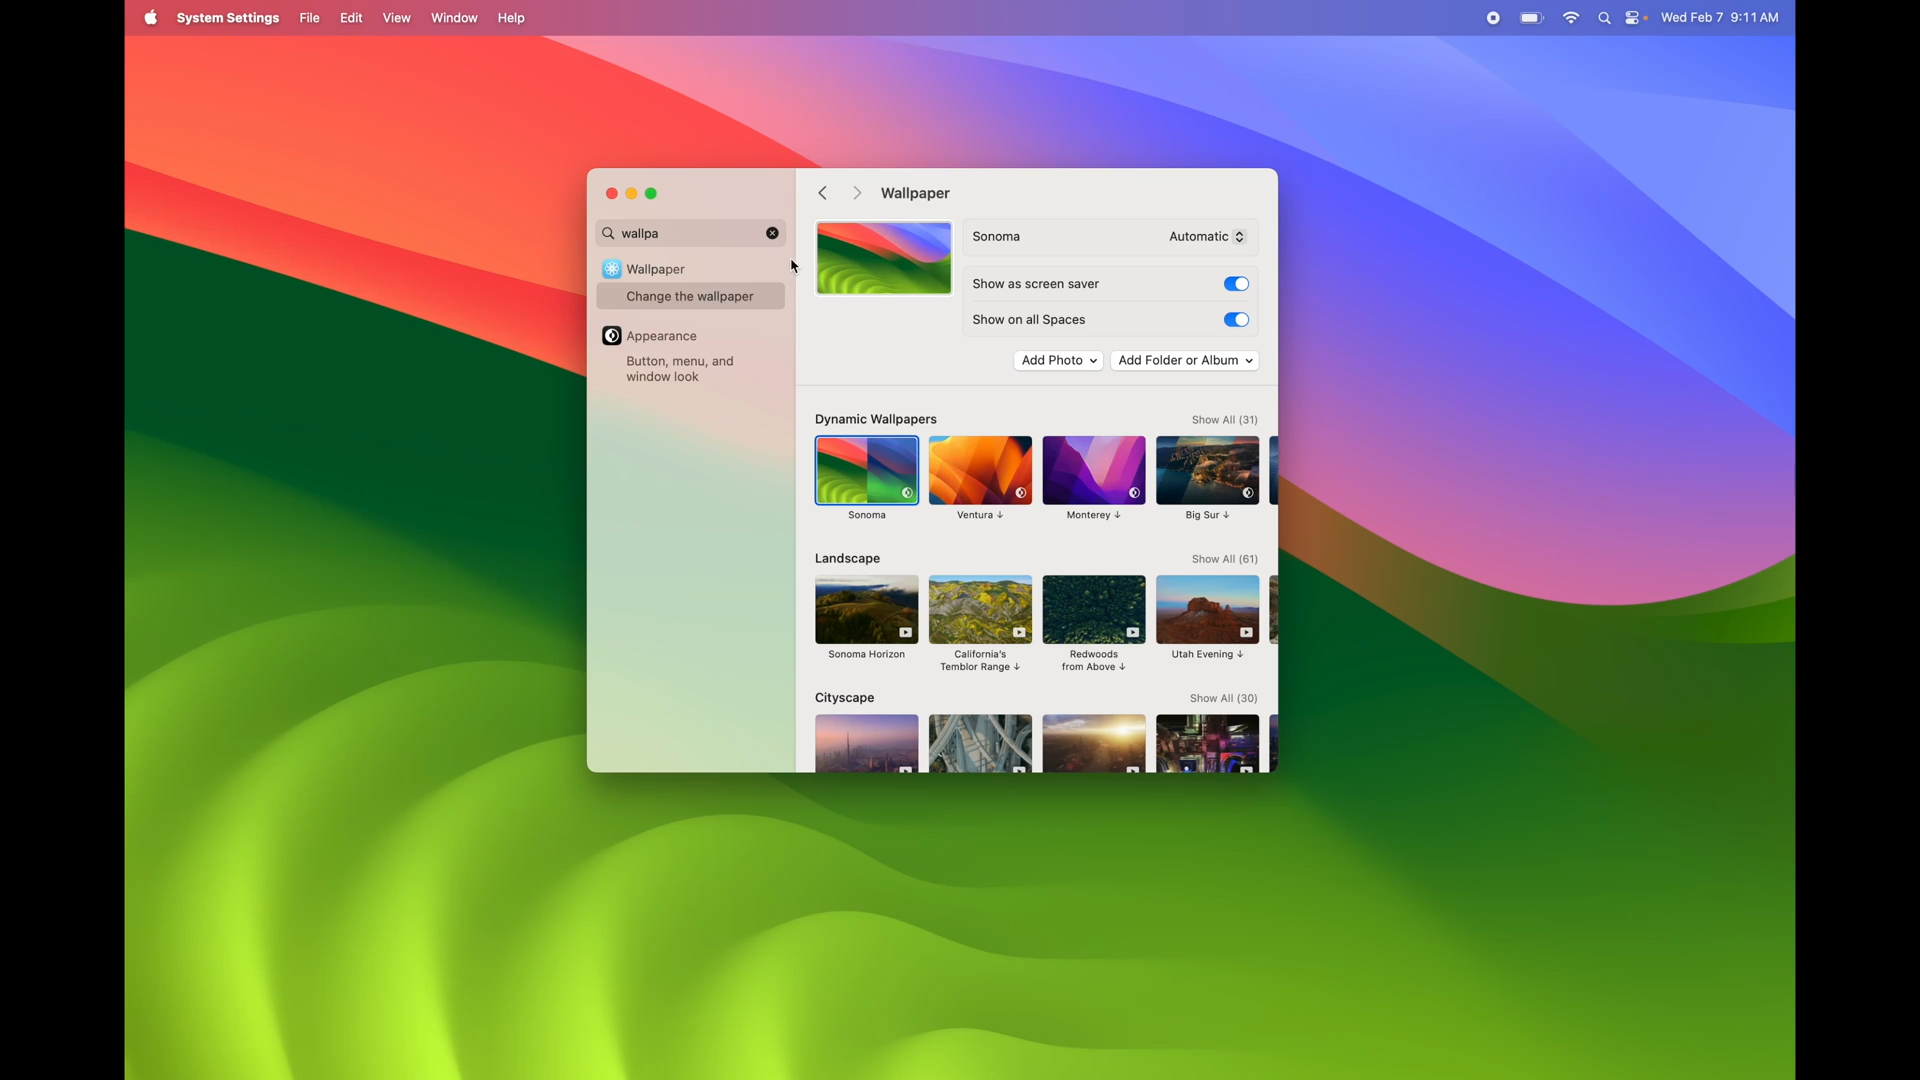 System Settings File Edit View Window Help Wed Feb 7 9:11 AM
Wallpaper
wallpa
Sonoma Automatic
Wallpaper
Change the wallpaper
Show as screen saver
Show on all Spaces
Appearance
Button, menu, and
window look
Add Photo Add Folder or Album
Dynamic Wallpapers Show All (31)
Sonoma Ventura ↓ Monterey ↓ Big Sur ↓
Landscape Show All (61)
Sonoma Horizon California's Redwoods Utah Evening ↓
Temblor Range ↓ from Above ↓
Cityscape Show All (30)